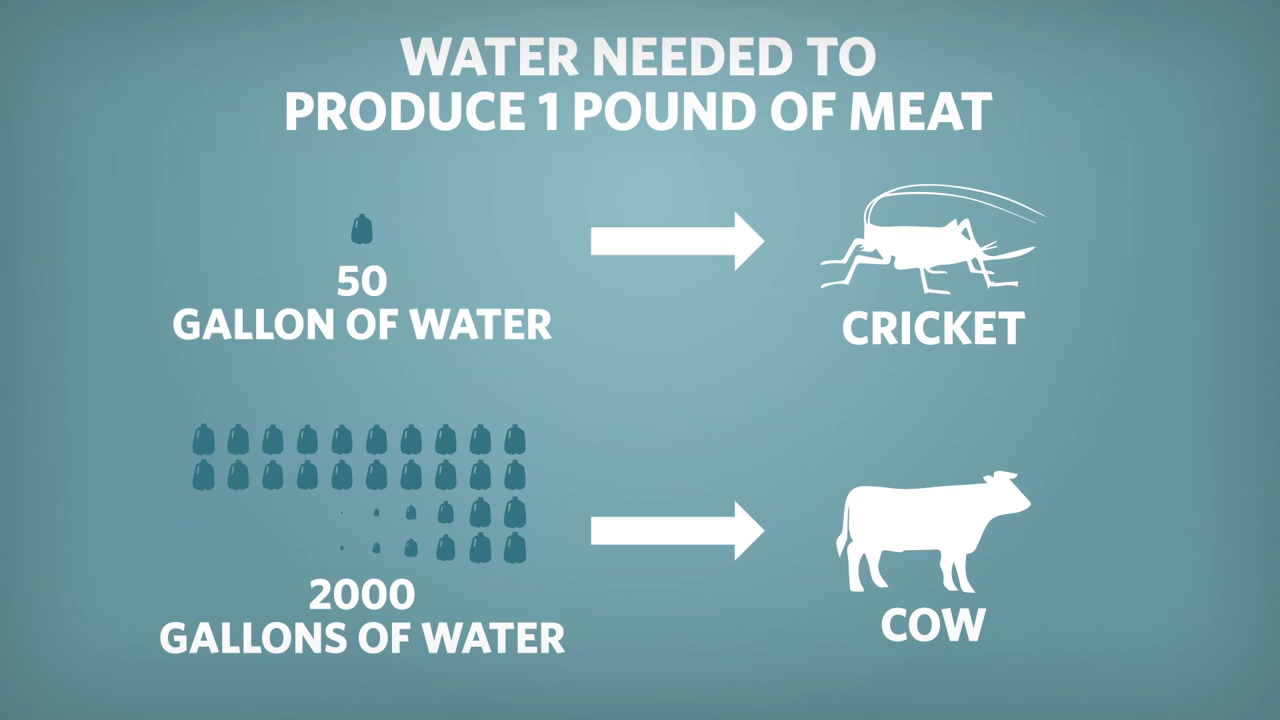 WATER NEEDED TO
PRODUCE 1 POUND OF MEAT
50
GALLON OF WATER
CRICKET
2000
GALLONS OF WATER
COW